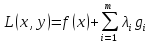 L(x, y)=f(x)+∑_{i=1}^{m} λ_i g_i